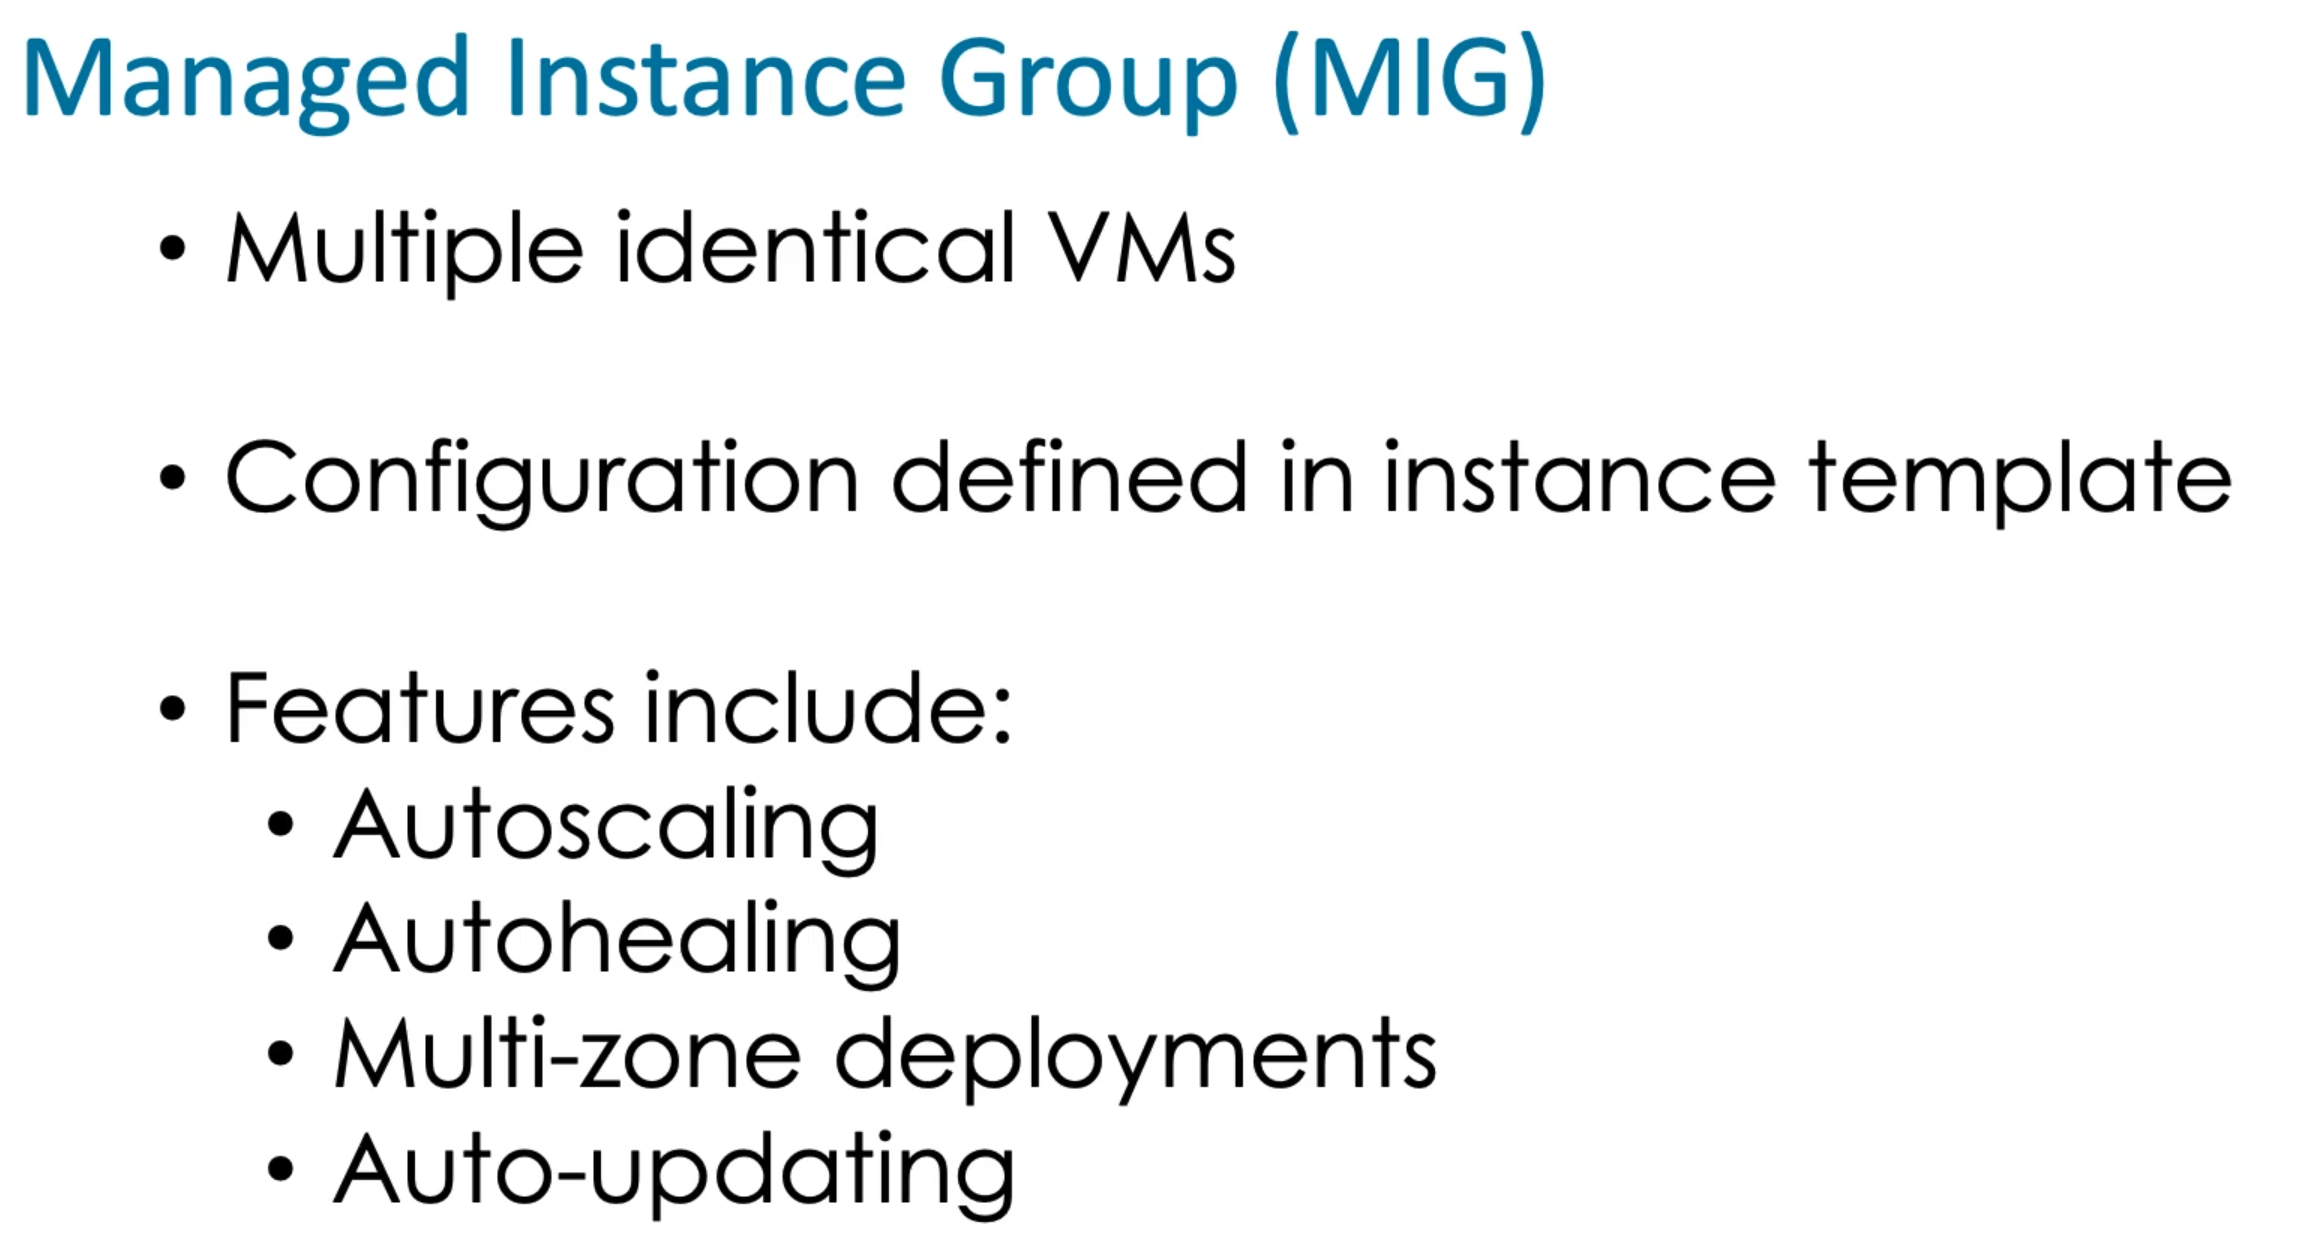 Managed Instance Group (MIG)
• Multiple identical VMs
• Configuration defined in instance template
• Features include:
• Autoscaling
• Autohealing
• Multi-zone deployments
• Auto-updating